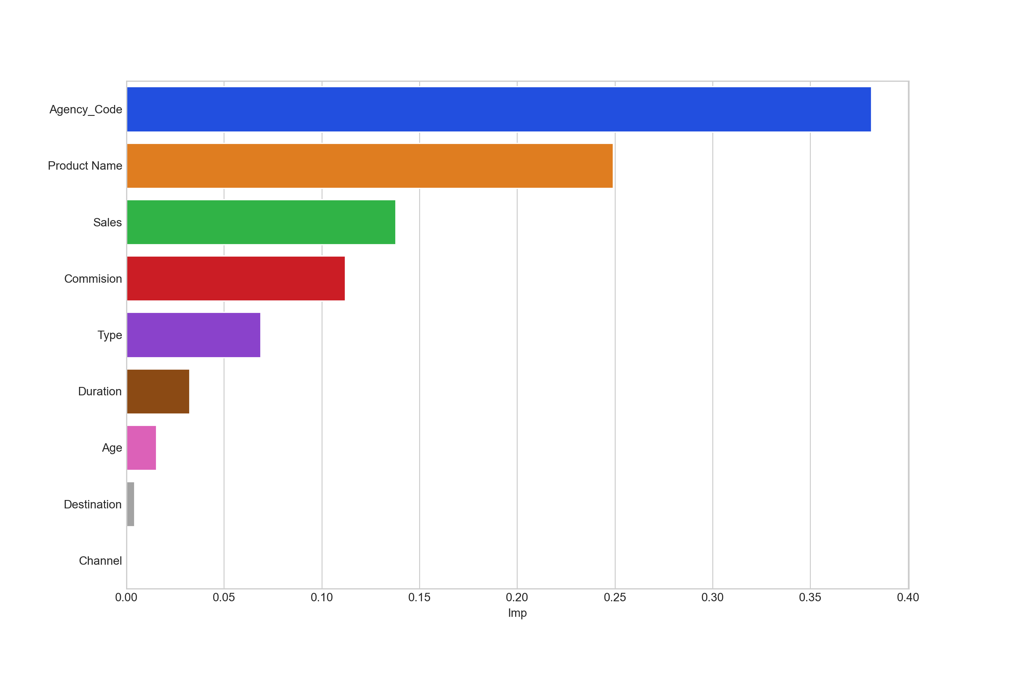 Agency_Code
Product Name
Sales
Commision
Type
Duration
Age
Destination
Channel
0.00 0.05 0.10 0.15 0.20 0.25 0.30 0.35 0.40
Imp